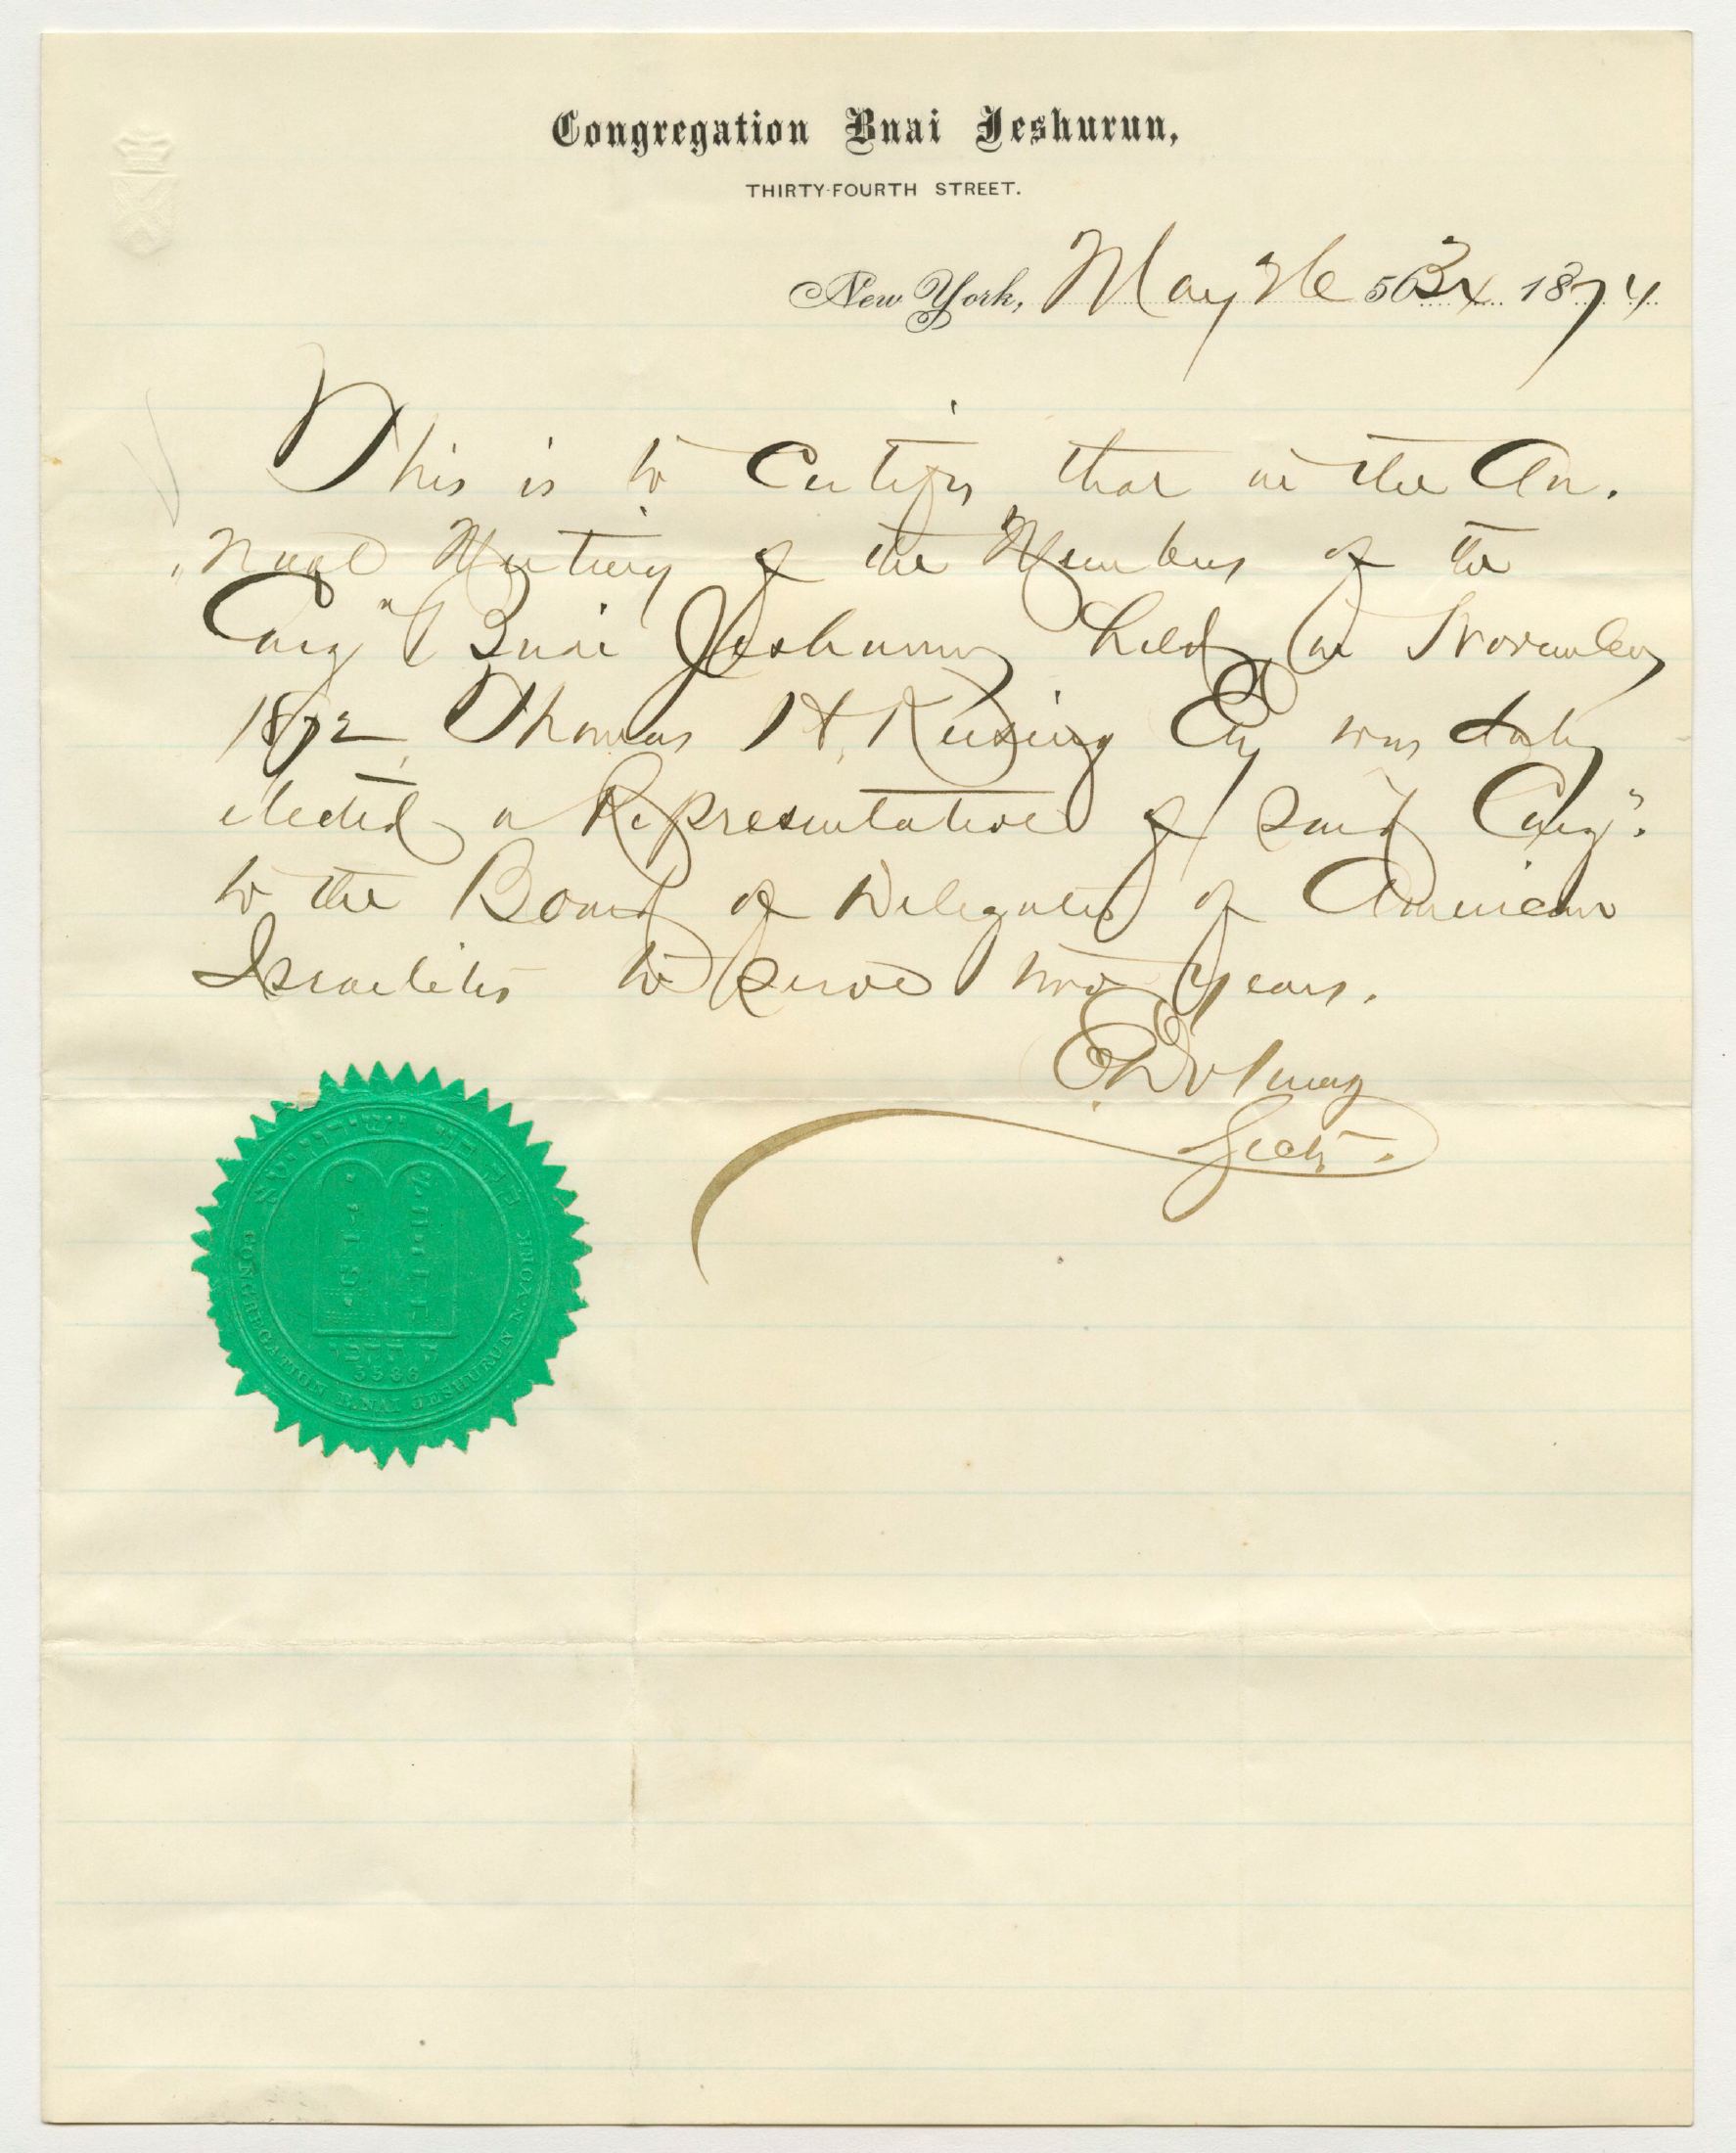 Congregation Bnai Jeshurun,
THIRTY-FOURTH STREET.
New York, May 26 5634 1874
This is to Certify that at the An.
nual Meeting of the Members of the
Cong'n Bnai Jeshurun held in November
1872 Thomas H. Keesing Esq was duly
elected a Representative of said Cong'n.
to the Board of Delegates of American
Israelites to serve two years.
Secty.
5586
CONGREGATION B.NAI JESHURUN N.YORK